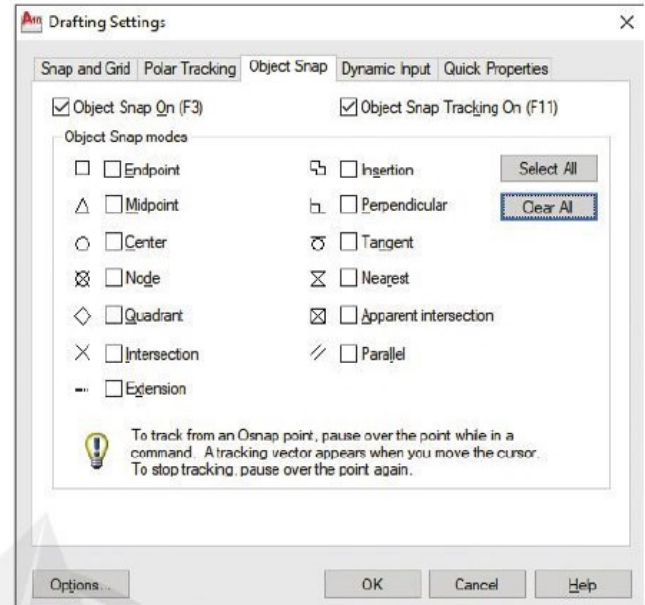 A10 Drafting Settings
Snap and Grid Polar Tracking Object Snap Dynamic Input Quick Properties
Object Snap On (F3) Object Snap Tracking On (F11)
Object Snap modes
Endpoint Insertion Select All
Midpoint Perpendicular Clear All
Center Tangent
Node Nearest
Quadrant Apparent intersection
Intersection Parallel
Extension
To track from an Osnap point, pause over the point while in a
command. A tracking vector appears when you move the cursor.
To stop tracking, pause over the point again.
Options... OK Cancel Help